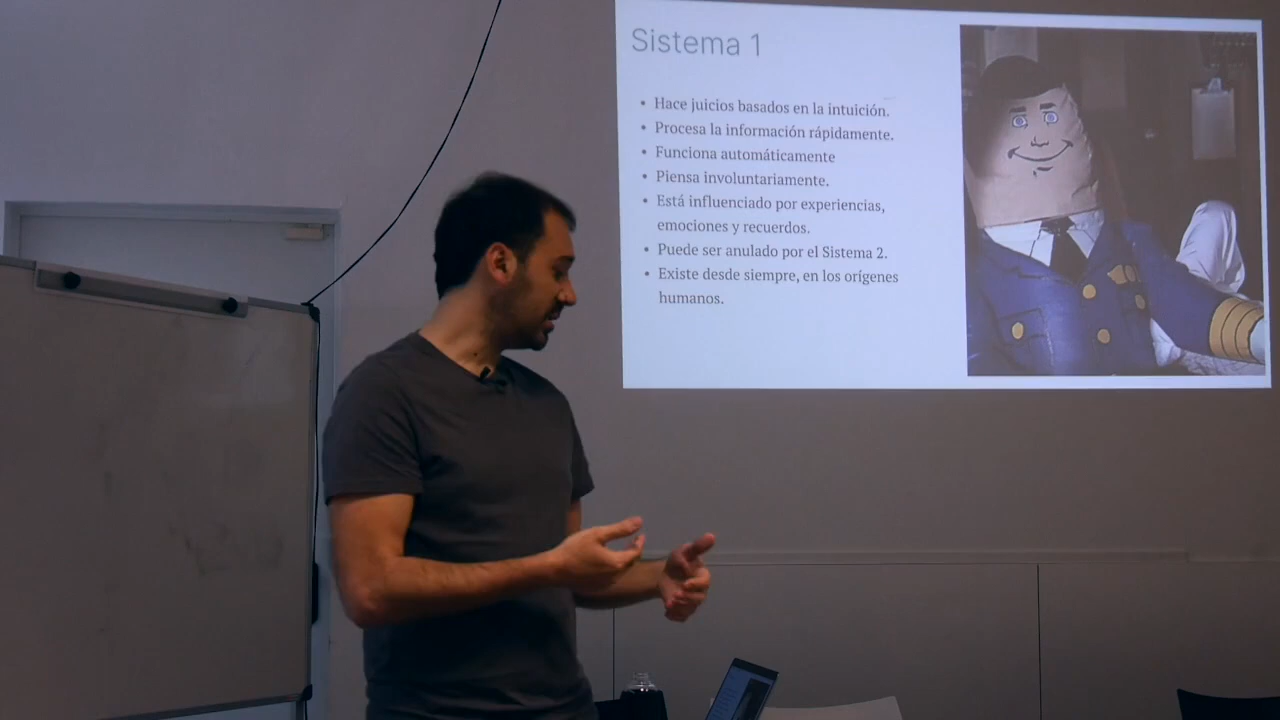 Sistema 1
• Hace juicios basados en la intuición.
• Procesa la información rápidamente.
• Funciona automáticamente
• Piensa involuntariamente.
• Está influenciado por experiencias,
emociones y recuerdos.
• Puede ser anulado por el Sistema 2.
• Existe desde siempre, en los orígenes
humanos.